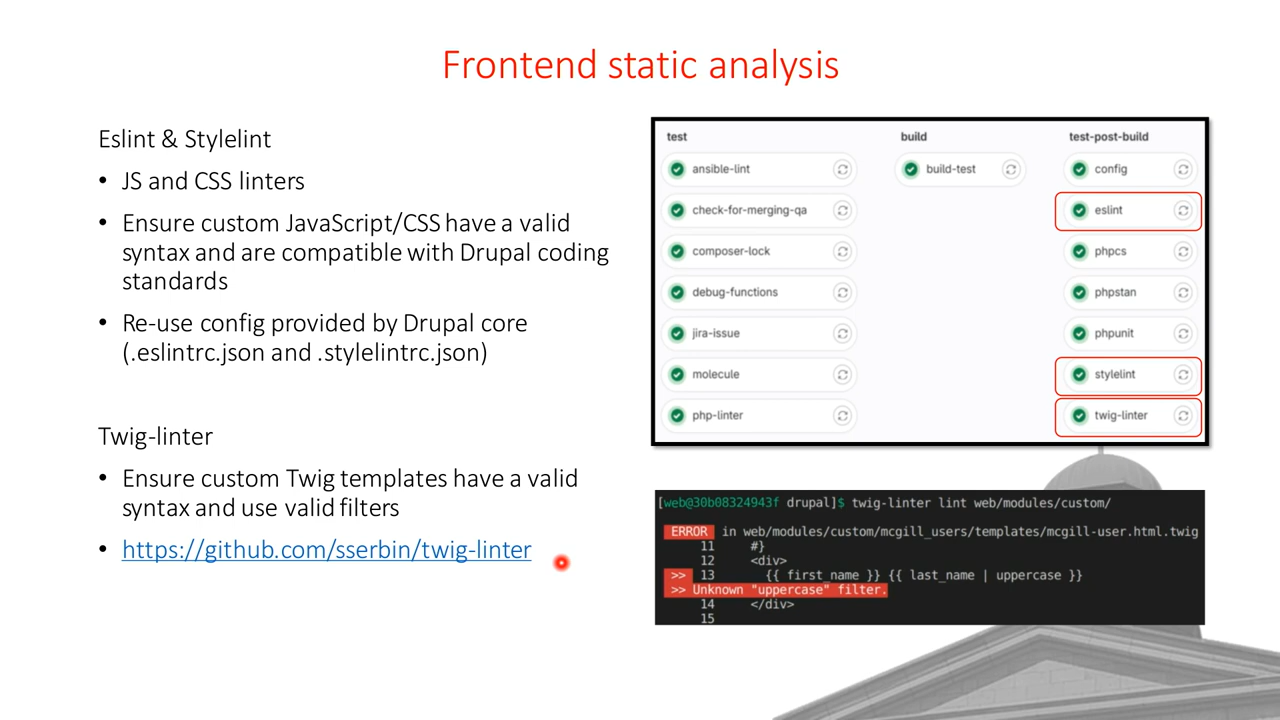 Frontend static analysis
Eslint & Stylelint
• JS and CSS linters
• Ensure custom JavaScript/CSS have a valid
syntax and are compatible with Drupal coding
standards
• Re-use config provided by Drupal core
(.eslintrc.json and .stylelintrc.json)
Twig-linter
• Ensure custom Twig templates have a valid
syntax and use valid filters
• https://github.com/sserbin/twig-linter
test
ansible-lint
check-for-merging-qa
composer-lock
debug-functions
jira-issue
molecule
php-linter
build
build-test
test-post-build
config
eslint
phpcs
phpstan
phpunit
stylelint
twig-linter
[web@30b08324943f drupal]$ twig-linter lint web/modules/custom/
ERROR in web/modules/custom/mcgill_users/templates/mcgill-user.html.twig
11 #}
12 <div>
>> 13 {{ first_name }} {{ last_name | uppercase }}
>> Unknown "uppercase" filter.
14 </div>
15